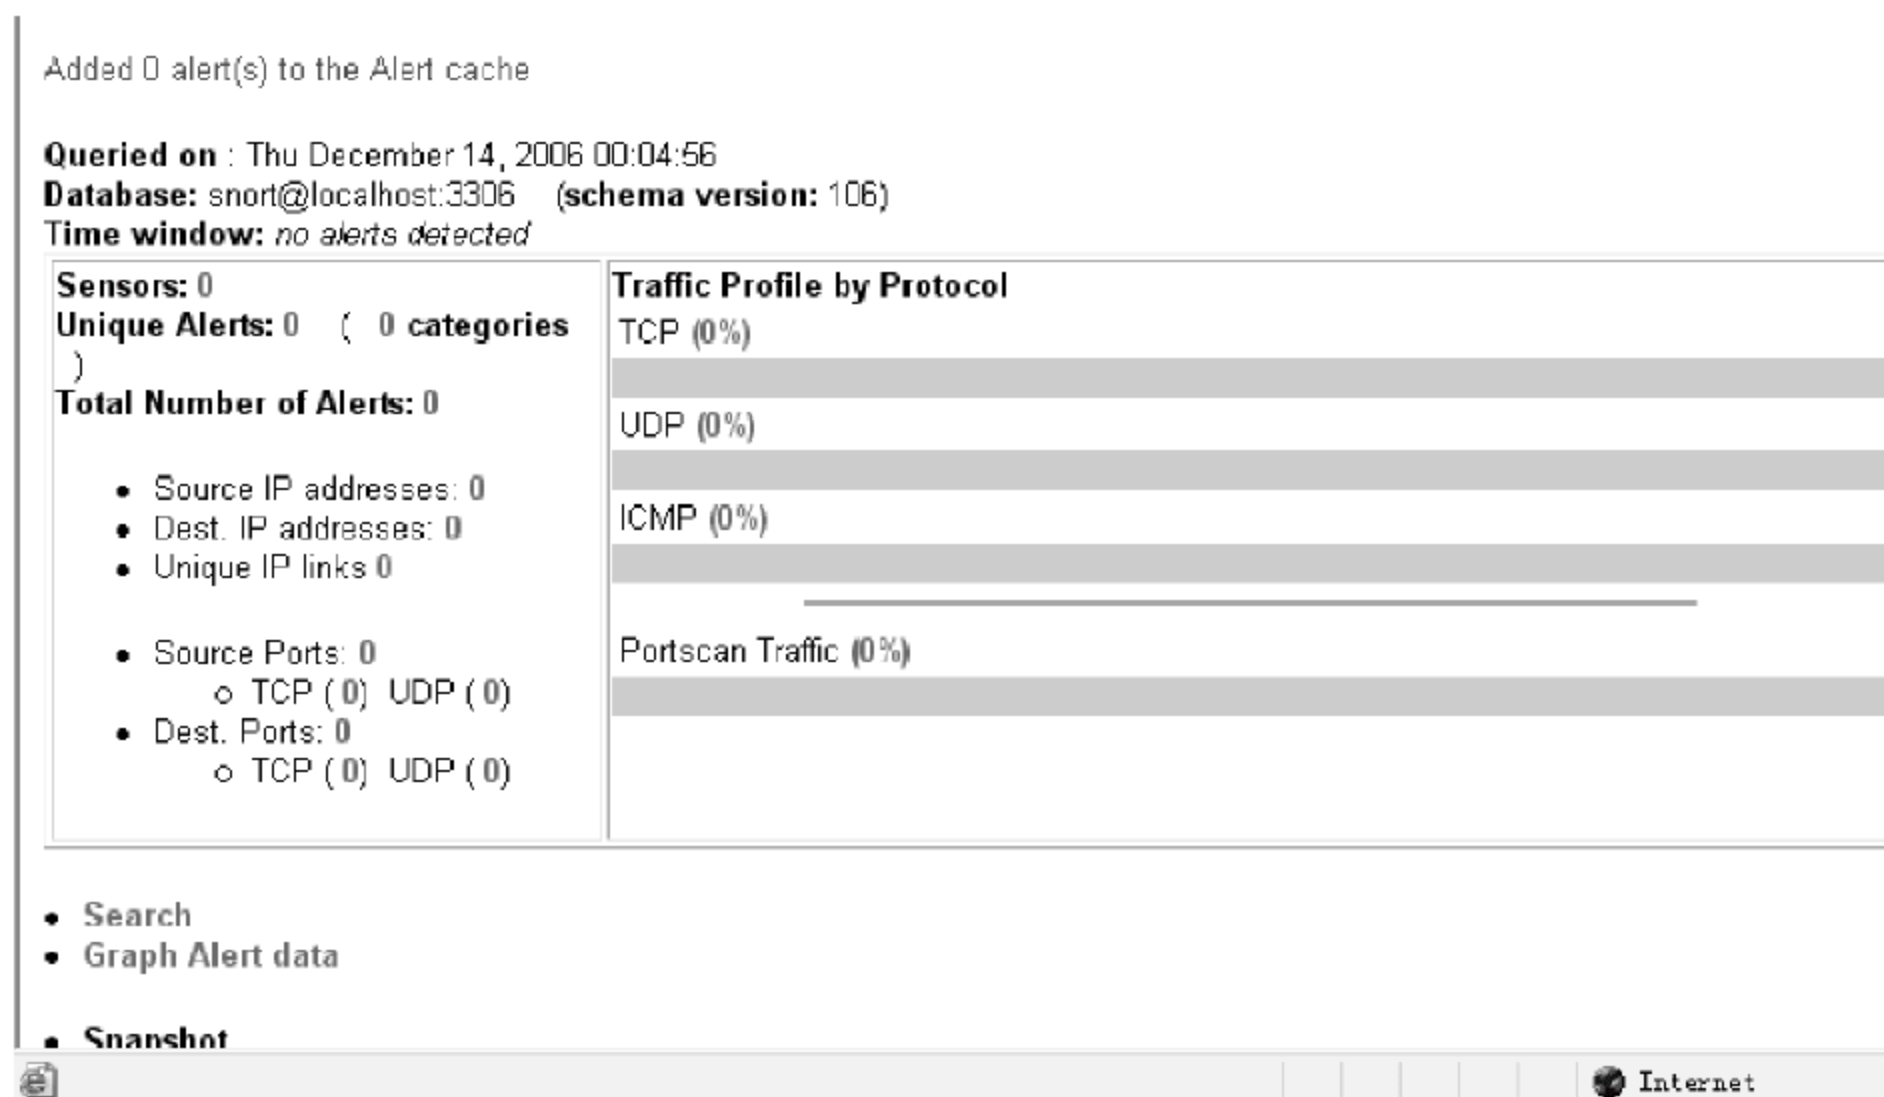 Added 0 alert(s) to the Alert cache
Queried on : Thu December 14, 2006 00:04:56
Database: snort@localhost:3306 (schema version: 106)
Time window: no alerts detected
Sensors: 0
Unique Alerts: 0 ( 0 categories
)
Total Number of Alerts: 0
• Source IP addresses: 0
• Dest. IP addresses: 0
• Unique IP links 0
• Source Ports: 0
○ TCP ( 0) UDP ( 0)
• Dest. Ports: 0
○ TCP ( 0) UDP ( 0)
Traffic Profile by Protocol
TCP (0%)
UDP (0%)
ICMP (0%)
Portscan Traffic (0%)
• Search
• Graph Alert data
• Snapshot
Internet